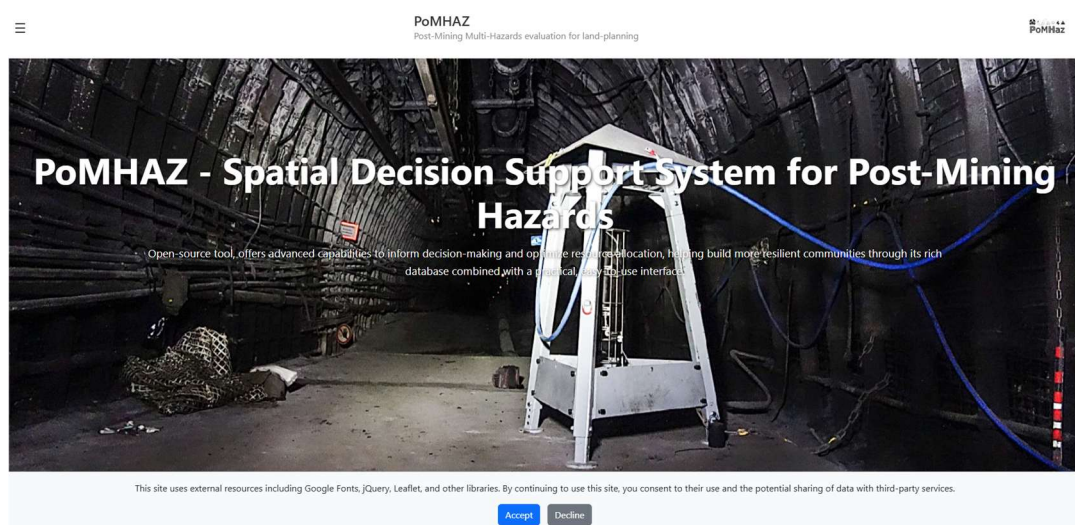 PoMHAZ
Post-Mining Multi-Hazards evaluation for land-planning
PoMHaz
PoMHAZ - Spatial Decision Support System for Post-Mining
Hazards
Open-source tool, offers advanced capabilities to inform decision-making and optimize resource allocation, helping build more resilient communities through its rich
database combined with a practical, easy-to-use interface.
This site uses external resources including Google Fonts, jQuery, Leaflet, and other libraries. By continuing to use this site, you consent to their use and the potential sharing of data with third-party services.
Accept
Decline